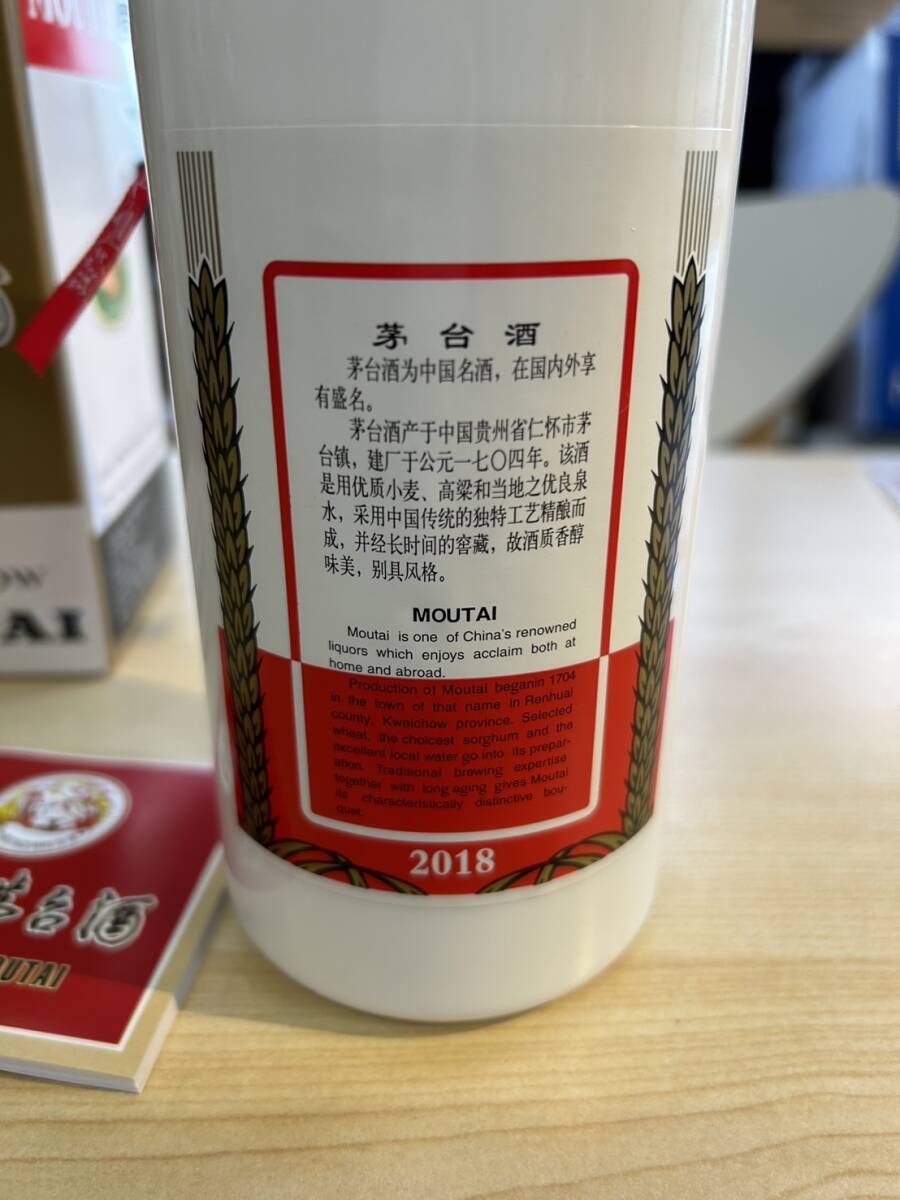 茅台酒
茅台酒为中国名酒，在国内外享
有盛名。
茅台酒产于中国贵州省仁怀市茅
台镇，建厂于公元一七〇四年。该酒
是用优质小麦、高粱和当地之优良泉
水，采用中国传统的独特工艺精酿而
成，并经长时间的窖藏，故酒质香醇
味美，别具风格。
MOUTAI
Moutai is one of China's renowned
liquors which enjoys acclaim both at
home and abroad.
Production of Moutai beganin 1704
in the town of that name in Renhuai
county, Kweichow province. Selected
wheat, the choicest sorghum and the
excellent local water go into its prepar-
ation. Traditional brewing expertise
together with long aging gives Moutai
its characteristically distinctive bou-
quet.
2018
OW
AI
台酒
OUTAI
MOU